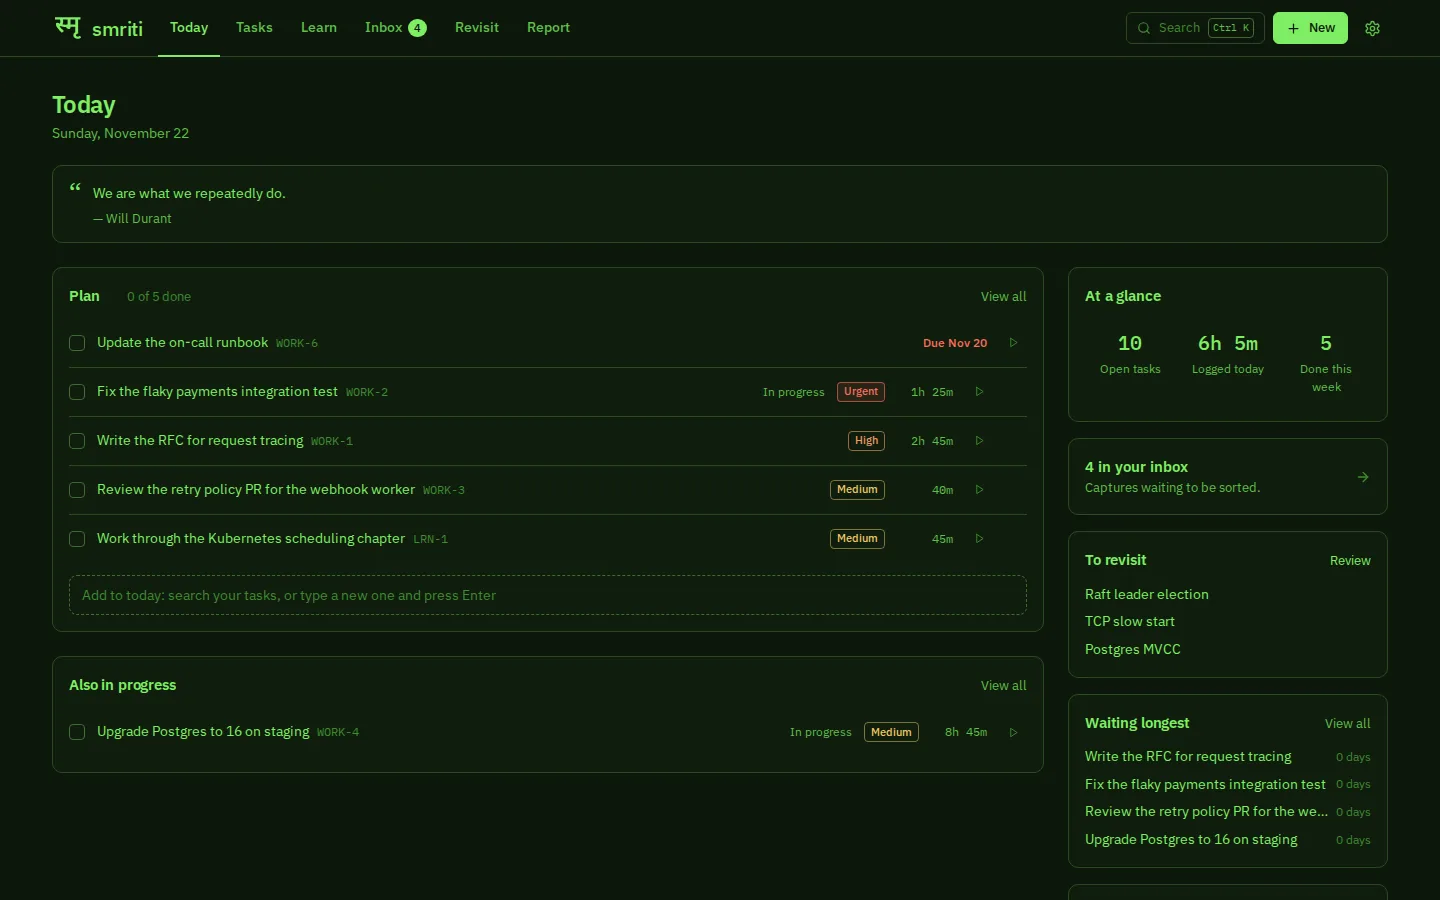 स्मृ smriti Today Tasks Learn Inbox 4 Revisit Report Search Ctrl K + New
Today
Sunday, November 22
“ We are what we repeatedly do.
— Will Durant
Plan 0 of 5 done View all
Update the on-call runbook WORK-6 Due Nov 20
Fix the flaky payments integration test WORK-2 In progress Urgent 1h 25m
Write the RFC for request tracing WORK-1 High 2h 45m
Review the retry policy PR for the webhook worker WORK-3 Medium 40m
Work through the Kubernetes scheduling chapter LRN-1 Medium 45m
Add to today: search your tasks, or type a new one and press Enter
Also in progress View all
Upgrade Postgres to 16 on staging WORK-4 In progress Medium 8h 45m
At a glance
10 6h 5m 5
Open tasks Logged today Done this
week
4 in your inbox
Captures waiting to be sorted.
To revisit Review
Raft leader election
TCP slow start
Postgres MVCC
Waiting longest View all
Write the RFC for request tracing 0 days
Fix the flaky payments integration test 0 days
Review the retry policy PR for the we... 0 days
Upgrade Postgres to 16 on staging 0 days